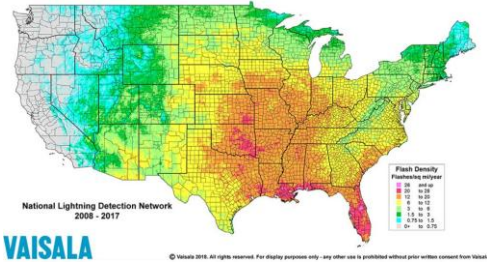 Flash Density
Flashes/sq mi/year
28 and up
20 to 28
12 to 20
6 to 12
3 to 6
1.5 to 3
0.75 to 1.5
0+ to 0.75
National Lightning Detection Network
2008 - 2017
VAISALA
© Vaisala 2018. All rights reserved. For display purposes only - any other use is prohibited without prior written consent from Vaisala